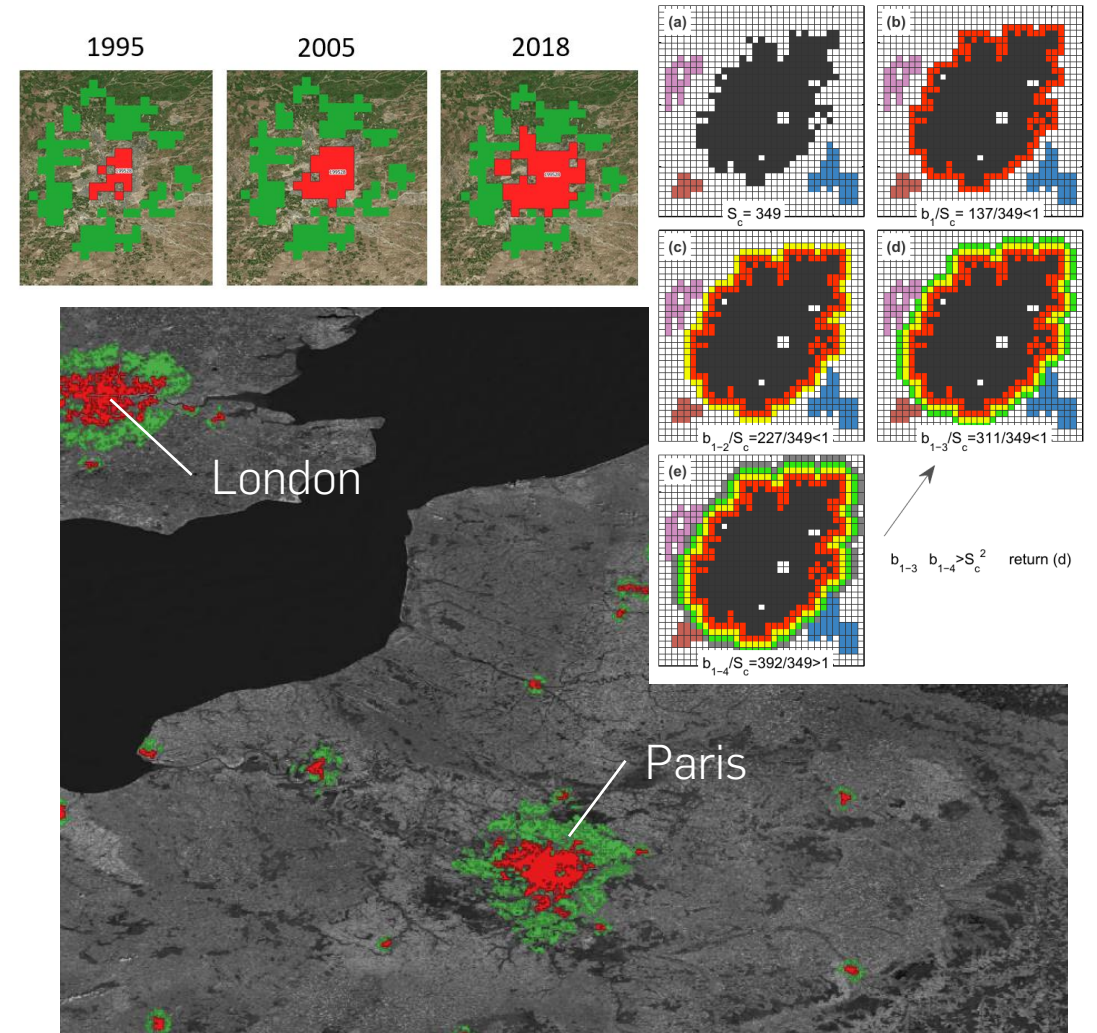 1995
2005
2018
(a)
S_c = 349
(b)
b_1/S_c = 137/349<1
(c)
b_1−2/S_c=227/349<1
(d)
b_1−3/S_c=311/349<1
(e)
b_1−4/S_c=392/349>1
b_1−3 b_1−4>S_c^2 return (d)
London
Paris